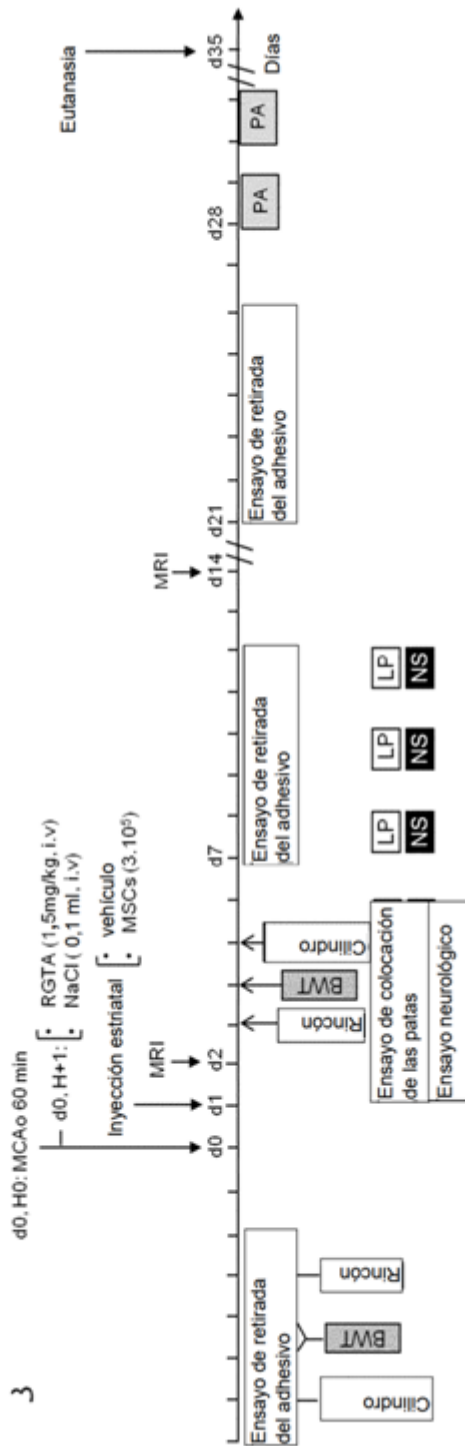 3
d0, H0: MCAo 60 min
d0, H+1:
• RGTA (1,5mg/kg, i.v)
• NaCl ( 0,1 ml, i.v)
Inyección estriatal
• vehículo
• MSCs (3.10⁵)
MRI
MRI
Eutanasia
d0
d1
d2
d7
d14
d21
d28
d35
Días
Ensayo de retirada
del adhesivo
Cilindro
BWT
Rincón
Rincón
BWT
Cilindro
Ensayo de colocación
de las patas
Ensayo neurológico
Ensayo de retirada
del adhesivo
LP
NS
LP
NS
LP
NS
Ensayo de retirada
del adhesivo
PA
PA